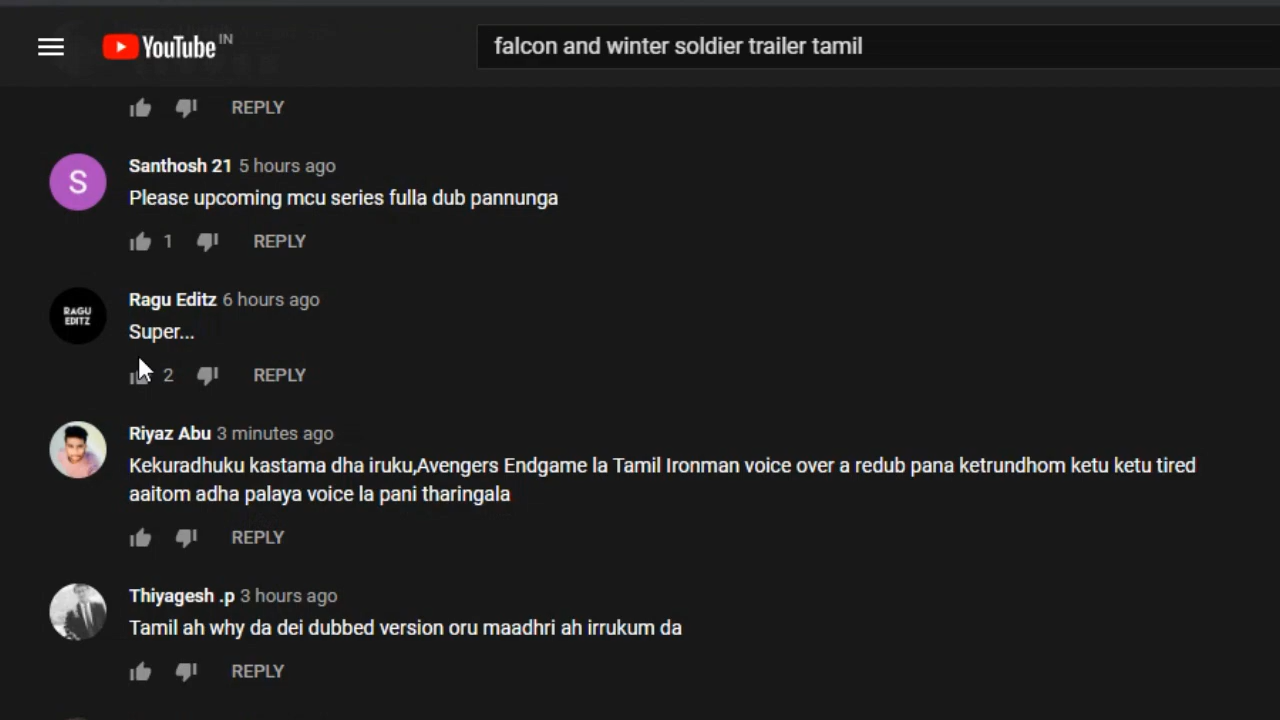 YouTube IN
falcon and winter soldier trailer tamil
REPLY
S
Santhosh 21 5 hours ago
Please upcoming mcu series fulla dub pannunga
1 REPLY
RAGU
EDITZ
Ragu Editz 6 hours ago
Super...
2 REPLY
Riyaz Abu 3 minutes ago
Kekuradhuku kastama dha iruku,Avengers Endgame la Tamil Ironman voice over a redub pana ketrundhom ketu ketu tired
aaitom adha palaya voice la pani tharingala
REPLY
Thiyagesh .p 3 hours ago
Tamil ah why da dei dubbed version oru maadhri ah irrukum da
REPLY